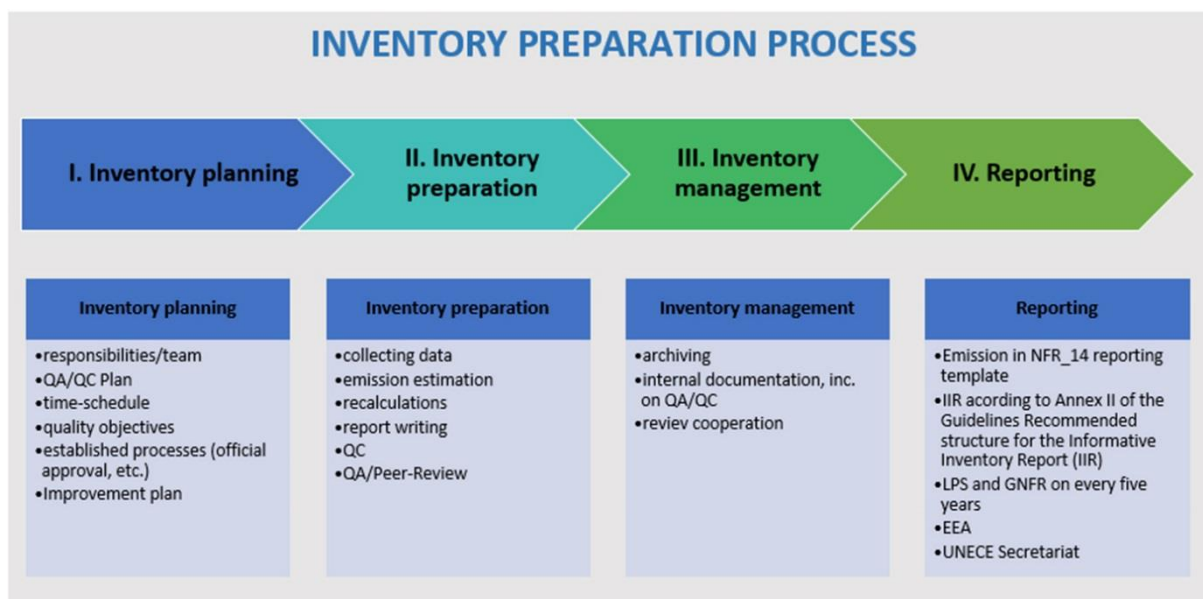 INVENTORY PREPARATION PROCESS
I. Inventory planning
II. Inventory
preparation
III. Inventory
management
IV. Reporting
Inventory planning
•responsibilities/team
•QA/QC Plan
•time-schedule
•quality objectives
•established processes (official
approval, etc.)
•Improvement plan
Inventory preparation
•collecting data
•emission estimation
•recalculations
•report writing
•QC
•QA/Peer-Review
Inventory management
•archiving
•internal documentation, inc.
on QA/QC
•reviev cooperation
Reporting
•Emission in NFR_14 reporting
template
•IIR acording to Annex II of the
Guidelines Recommended
structure for the Informative
Inventory Report (IIR)
•LPS and GNFR on every five
years
•EEA
•UNECE Secretariat